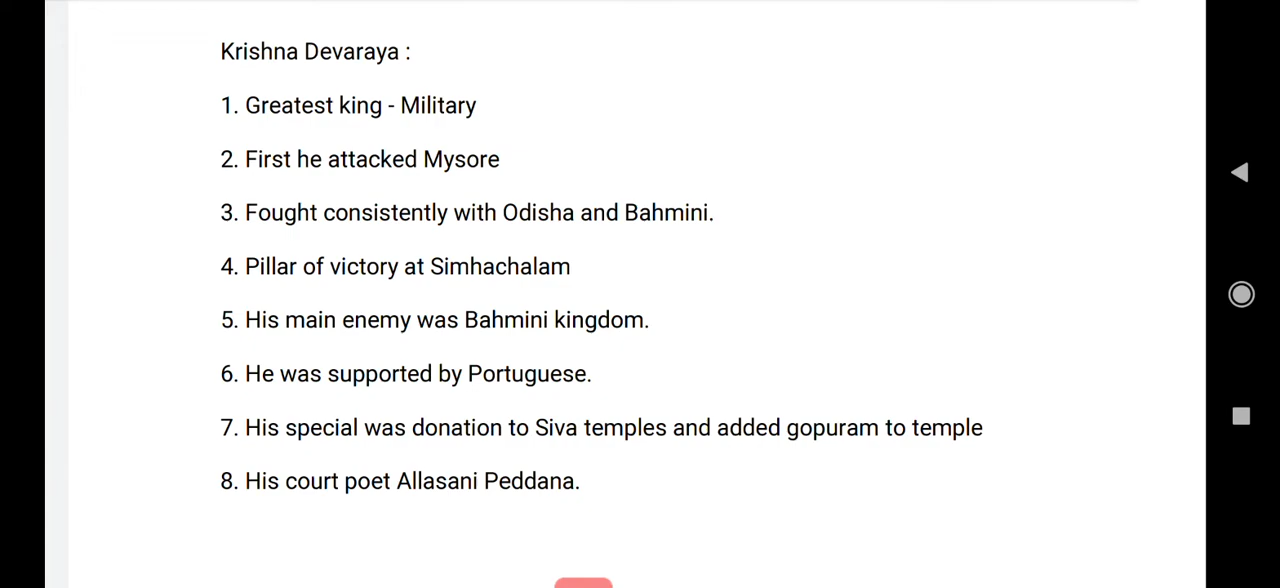 Krishna Devaraya :
1. Greatest king - Military
2. First he attacked Mysore
3. Fought consistently with Odisha and Bahmini.
4. Pillar of victory at Simhachalam
5. His main enemy was Bahmini kingdom.
6. He was supported by Portuguese.
7. His special was donation to Siva temples and added gopuram to temple
8. His court poet Allasani Peddana.